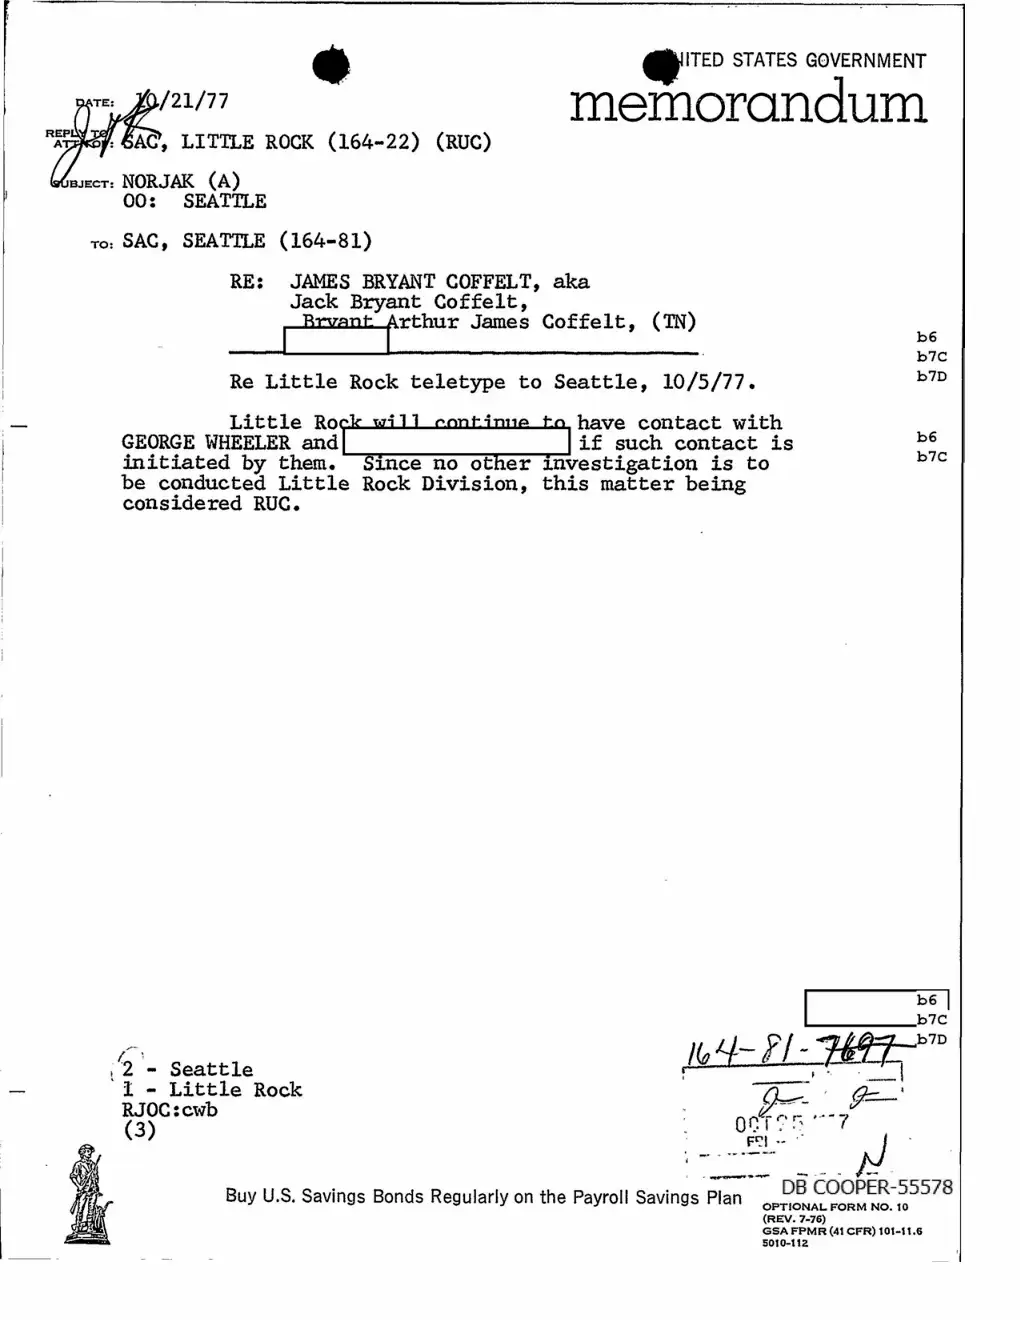 UNITED STATES GOVERNMENT
memorandum
DATE: 10/21/77
REPLY TO
ATTN OF: SAC, LITTLE ROCK (164-22) (RUC)
SUBJECT: NORJAK (A)
OO: SEATTLE
TO: SAC, SEATTLE (164-81)
RE: JAMES BRYANT COFFELT, aka
Jack Bryant Coffelt,
Bryant Arthur James Coffelt, (TN)
b6
b7C
b7D
Re Little Rock teletype to Seattle, 10/5/77.
Little Rock will continue to have contact with
GEORGE WHEELER and if such contact is
initiated by them. Since no other investigation is to
be conducted Little Rock Division, this matter being
considered RUC.
b6
b7C
b6
b7C
b7D
164-81-7697
2 - Seattle
1 - Little Rock
RJOC:cwb
(3)
OCT 25
N
Buy U.S. Savings Bonds Regularly on the Payroll Savings Plan
DB COOPER-55578
OPTIONAL FORM NO. 10
(REV. 7-76)
GSA FPMR (41 CFR) 101-11.6
5010-112